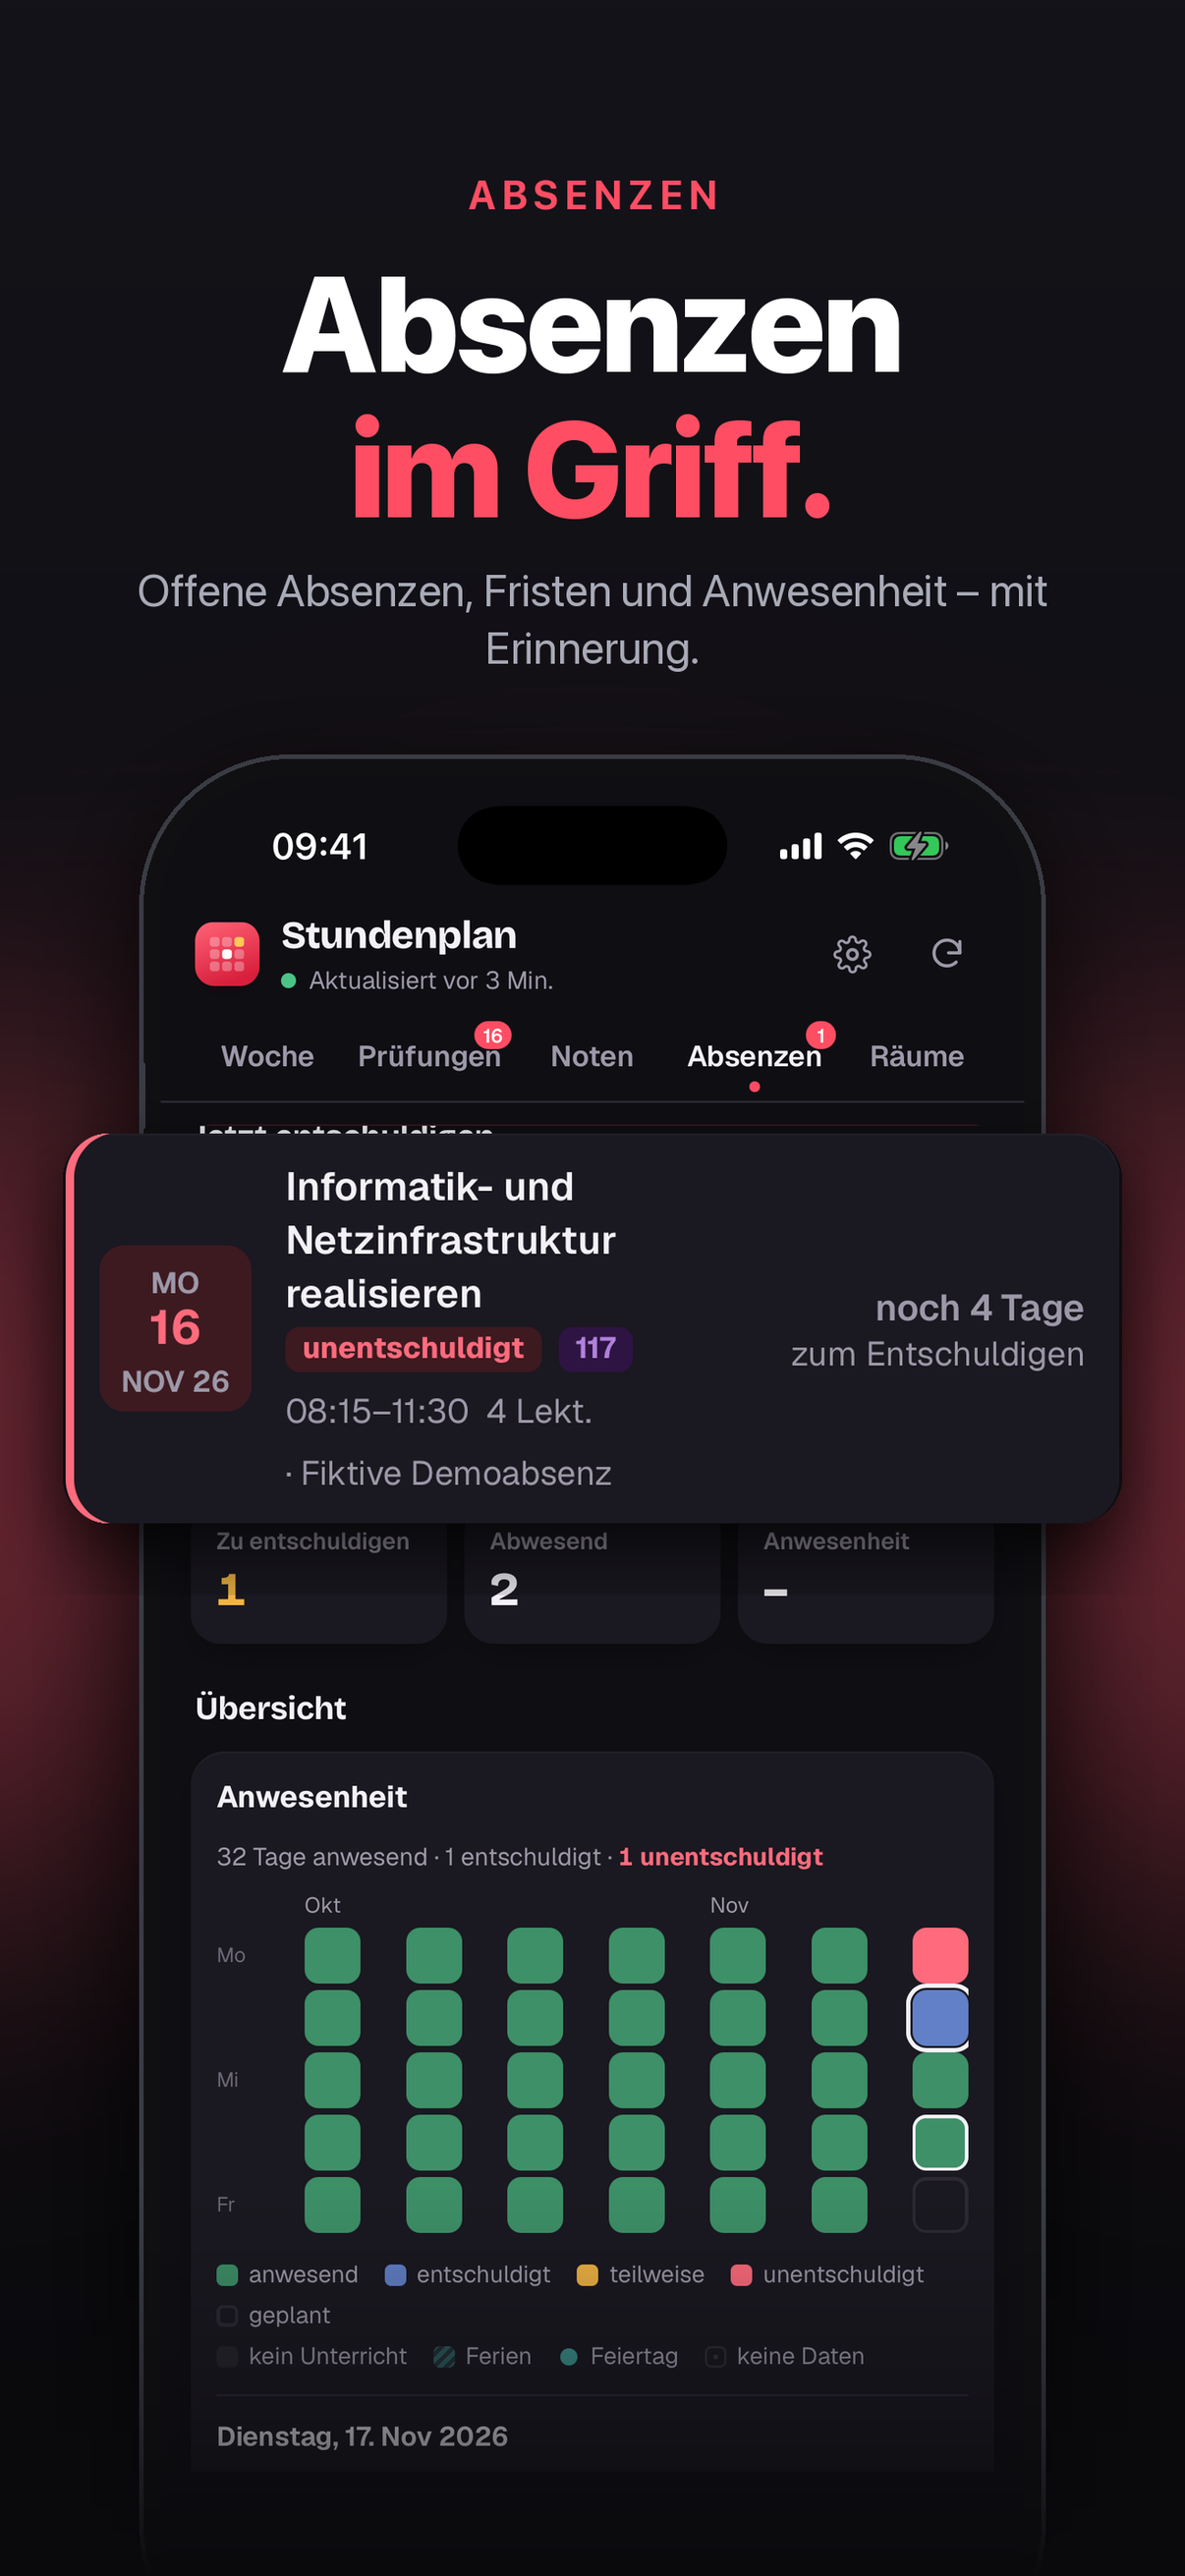 ABSENZEN
Absenzen
im Griff.
Offene Absenzen, Fristen und Anwesenheit – mit
Erinnerung.
09:41
Stundenplan
Aktualisiert vor 3 Min.
Woche Prüfungen 16 Noten Absenzen 1 Räume
Jetzt entschuldigen
MO
16
NOV 26
Informatik- und
Netzinfrastruktur
realisieren
unentschuldigt 117
08:15–11:30 4 Lekt.
· Fiktive Demoabsenz
noch 4 Tage
zum Entschuldigen
Zu entschuldigen Abwesend Anwesenheit
1 2 –
Übersicht
Anwesenheit
32 Tage anwesend · 1 entschuldigt · 1 unentschuldigt
Okt Nov
Mo
Mi
Fr
anwesend entschuldigt teilweise unentschuldigt
geplant
kein Unterricht Ferien Feiertag keine Daten
Dienstag, 17. Nov 2026